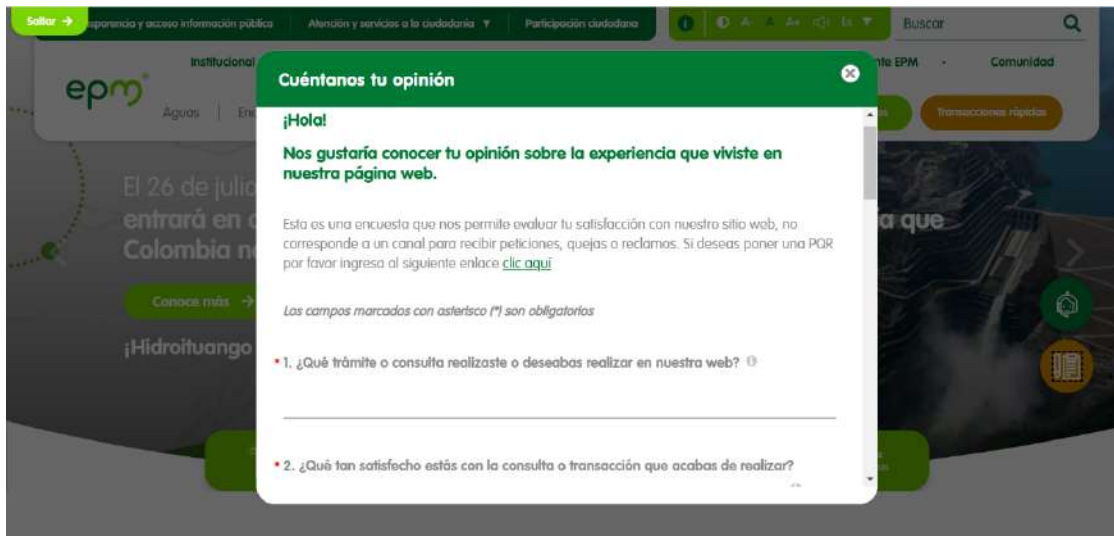 Saltar →
sparencia y acceso información pública
Atención y servicios a la ciudadanía ▼
Participación ciudadana
A- A A+ Es ▼
Buscar
Institucional
nte EPM
Comunidad
epm
Aguas
Transacciones rápidas
Cuéntanos tu opinión
¡Hola!
Nos gustaría conocer tu opinión sobre la experiencia que viviste en
nuestra página web.
Esta es una encuesta que nos permite evaluar tu satisfacción con nuestro sitio web, no
corresponde a un canal para recibir peticiones, quejas o reclamos. Si deseas poner una PQR
por favor ingresa al siguiente enlace clic aquí
Los campos marcados con asterisco (*) son obligatorios
* 1. ¿Qué trámite o consulta realizaste o deseabas realizar en nuestra web?
* 2. ¿Qué tan satisfecho estás con la consulta o transacción que acabas de realizar?
El 26 de julio
a que
entrará en
Colombia
Conoce más →
¡Hidroituango